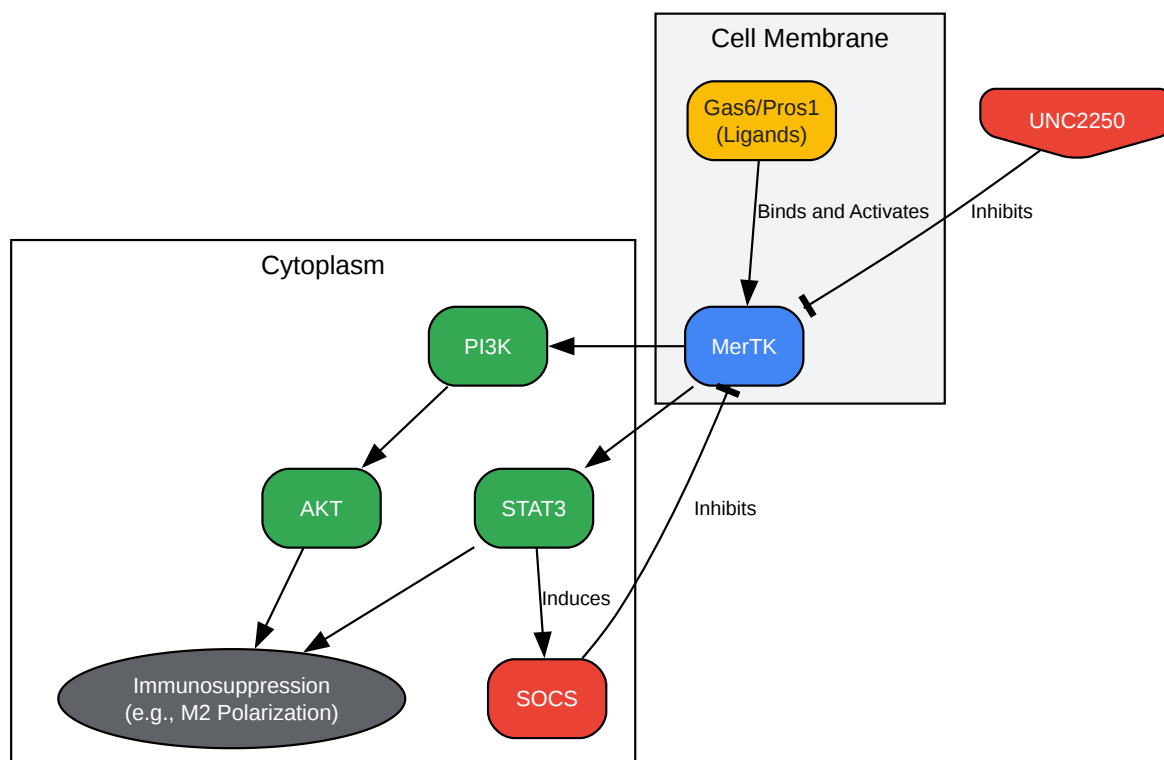 Cell Membrane
Gas6/Pros1
(Ligands)
UNC2250
Binds and Activates
Inhibits
Cytoplasm
PI3K
MerTK
AKT
STAT3
Inhibits
Induces
Immunosuppression
(e.g., M2 Polarization)
SOCS